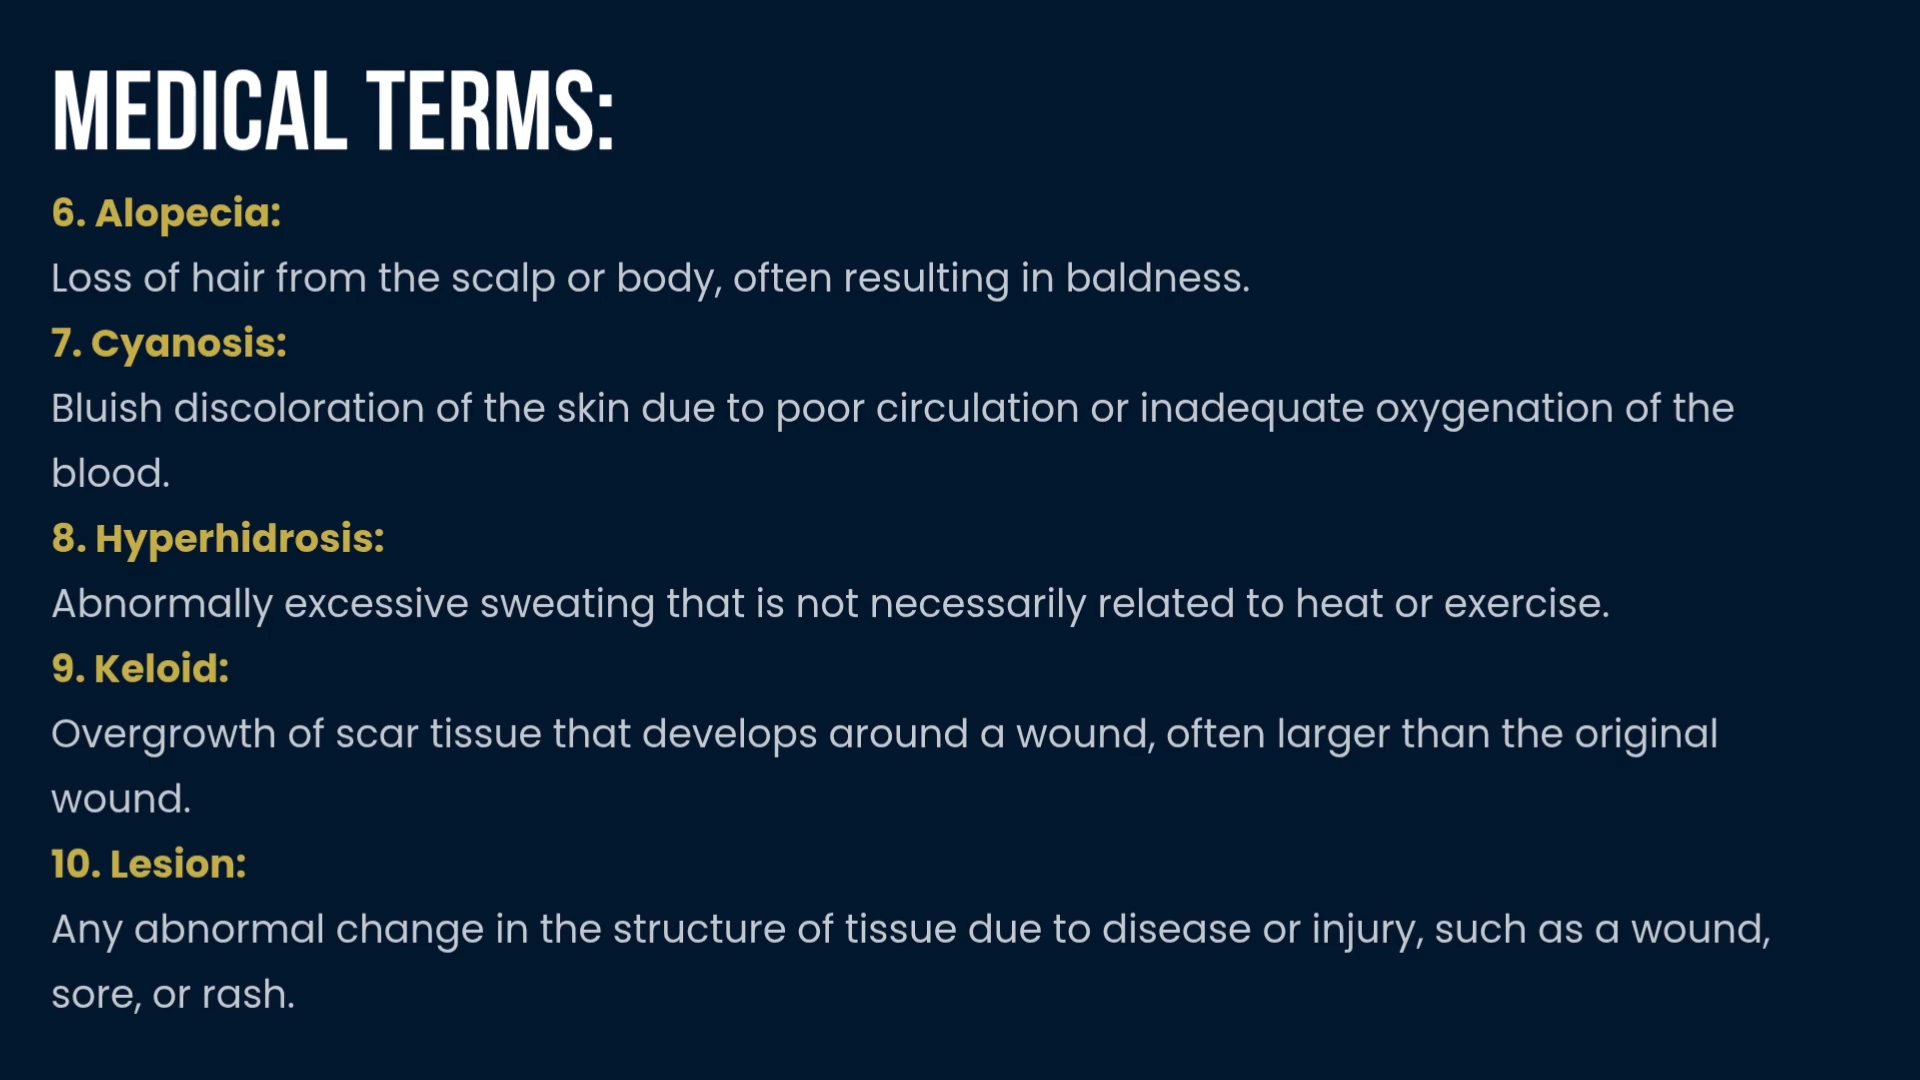 MEDICAL TERMS:
6. Alopecia:
Loss of hair from the scalp or body, often resulting in baldness.
7. Cyanosis:
Bluish discoloration of the skin due to poor circulation or inadequate oxygenation of the
blood.
8. Hyperhidrosis:
Abnormally excessive sweating that is not necessarily related to heat or exercise.
9. Keloid:
Overgrowth of scar tissue that develops around a wound, often larger than the original
wound.
10. Lesion:
Any abnormal change in the structure of tissue due to disease or injury, such as a wound,
sore, or rash.